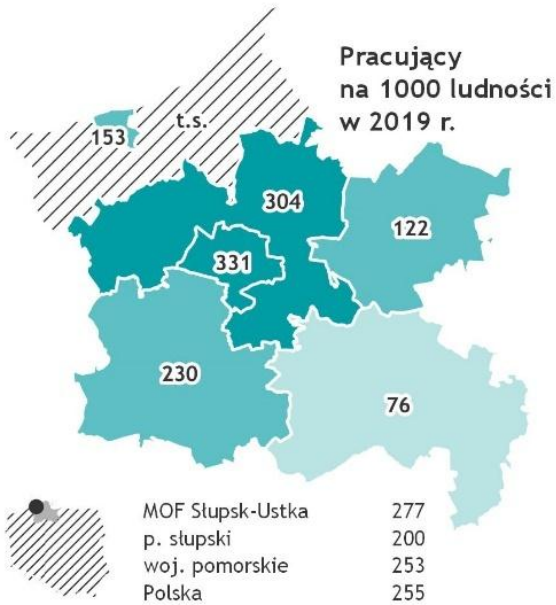 Pracujący
na 1000 ludności
w 2019 r.
153
t.s.
304
122
331
230
76
MOF Słupsk-Ustka 277
p. słupski 200
woj. pomorskie 253
Polska 255